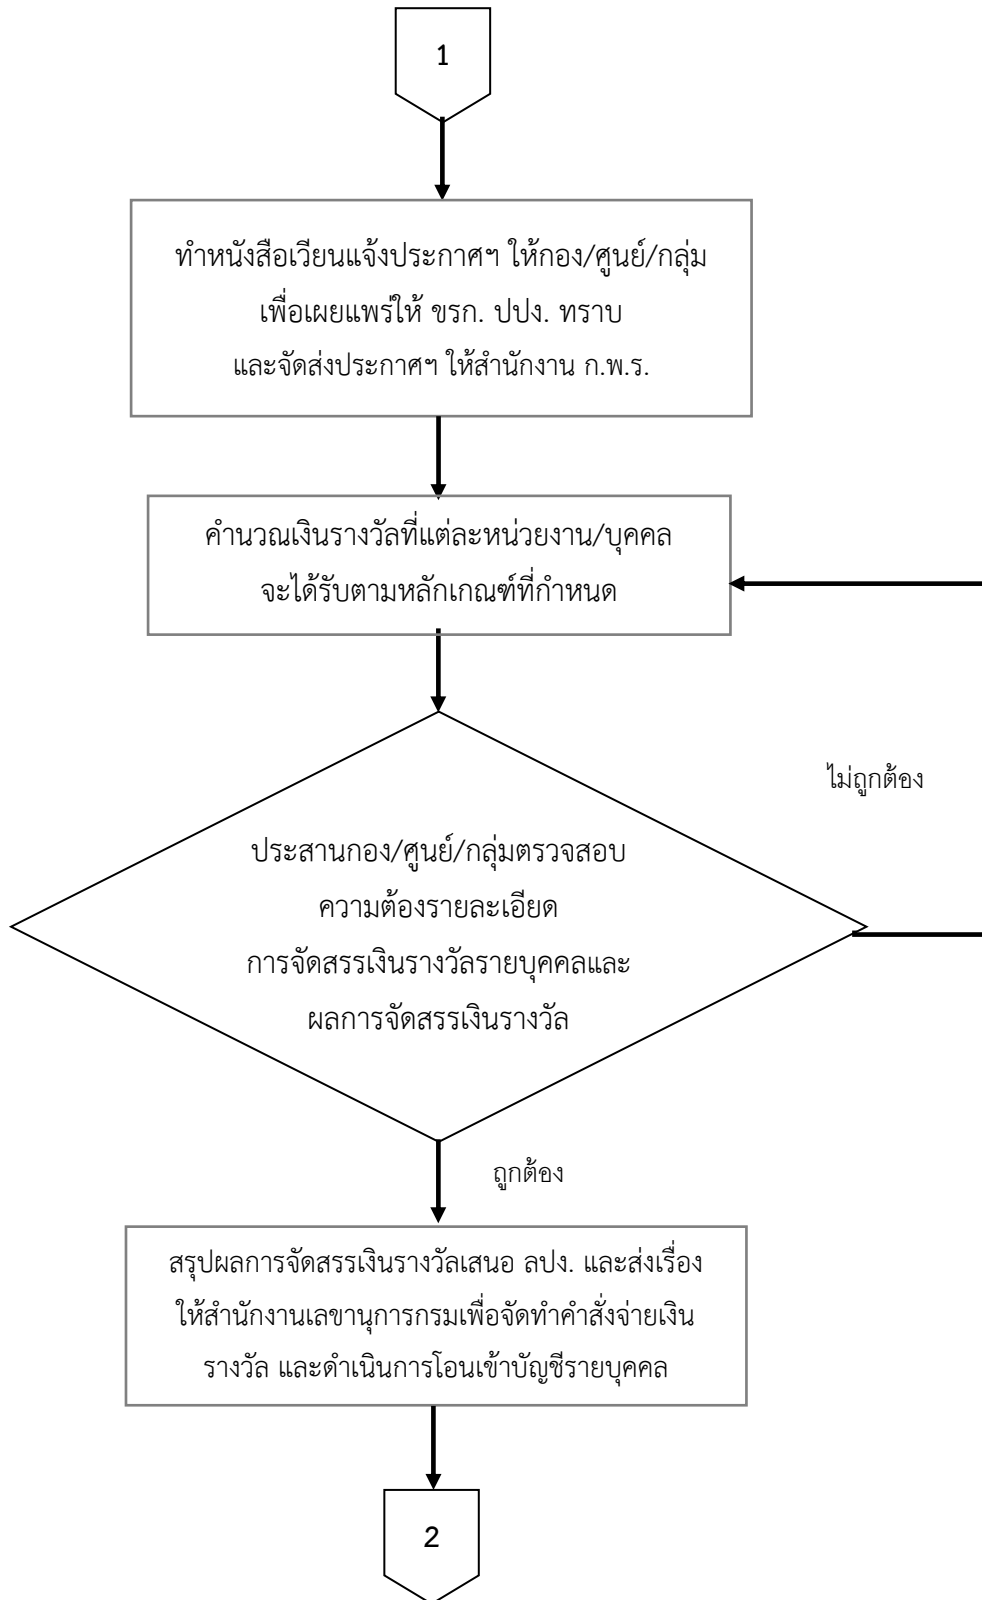 1
ทำหนังสือเวียนแจ้งประกาศฯ ให้กอง/ศูนย์/กลุ่ม
เพื่อเผยแพร่ให้ ขรก. ปปง. ทราบ
และจัดส่งประกาศฯ ให้สำนักงาน ก.พ.ร.
คำนวณเงินรางวัลที่แต่ละหน่วยงาน/บุคคล
จะได้รับตามหลักเกณฑ์ที่กำหนด
ไม่ถูกต้อง
ประสานกอง/ศูนย์/กลุ่มตรวจสอบ
ความต้องรายละเอียด
การจัดสรรเงินรางวัลรายบุคคลและ
ผลการจัดสรรเงินรางวัล
ถูกต้อง
สรุปผลการจัดสรรเงินรางวัลเสนอ ลปง. และส่งเรื่อง
ให้สำนักงานเลขานุการกรมเพื่อจัดทำคำสั่งจ่ายเงิน
รางวัล และดำเนินการโอนเข้าบัญชีรายบุคคล
2